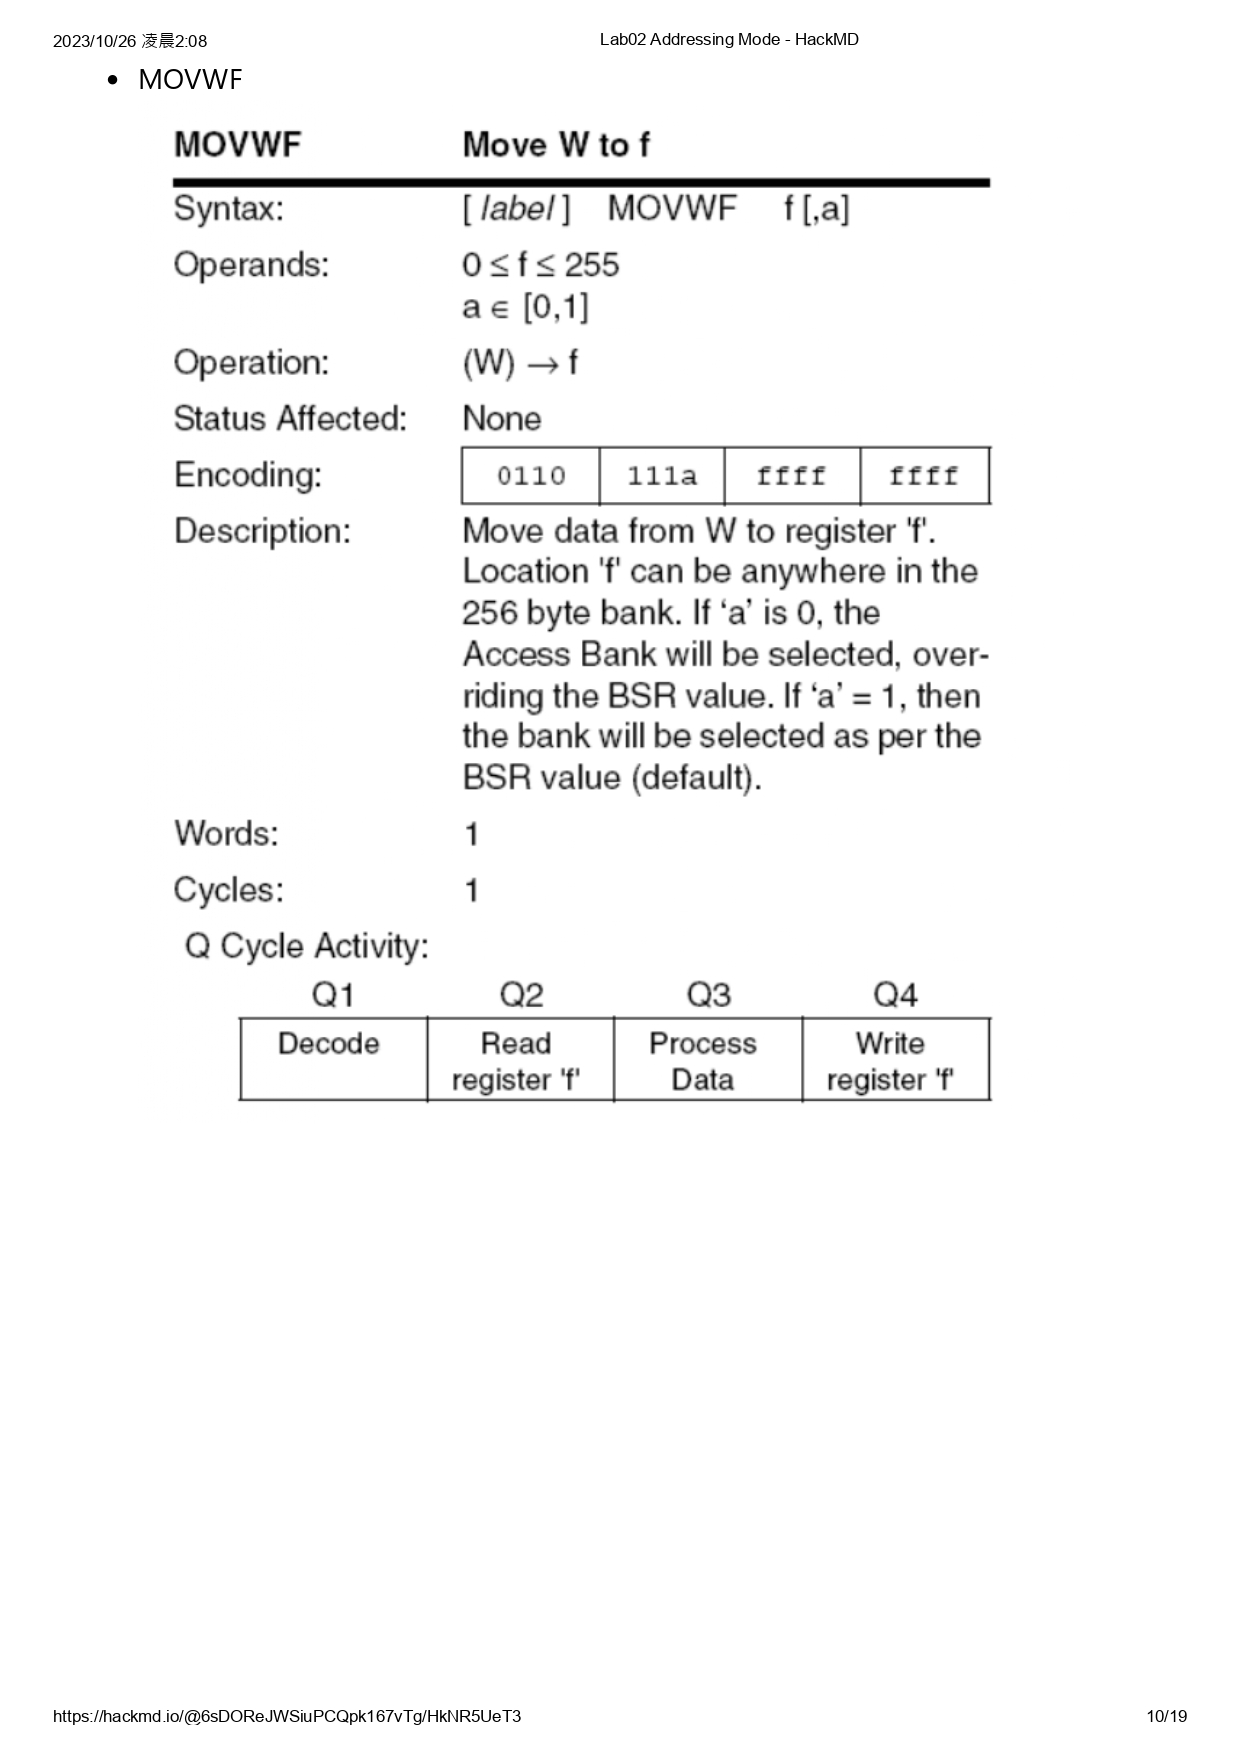 2023/10/26 凌晨2:08 Lab02 Addressing Mode - HackMD
• MOVWF
MOVWF Move W to f
Syntax: [ label ] MOVWF f [,a]
Operands: 0 ≤ f ≤ 255
a ∈ [0,1]
Operation: (W) → f
Status Affected: None
Encoding: 0110 111a ffff ffff
Description: Move data from W to register 'f'.
Location 'f' can be anywhere in the
256 byte bank. If ‘a’ is 0, the
Access Bank will be selected, over-
riding the BSR value. If ‘a’ = 1, then
the bank will be selected as per the
BSR value (default).
Words: 1
Cycles: 1
Q Cycle Activity:
Q1 Q2 Q3 Q4
Decode Read Process Write
register 'f' Data register 'f'
https://hackmd.io/@6sDOReJWSiuPCQpk167vTg/HkNR5UeT3 10/19